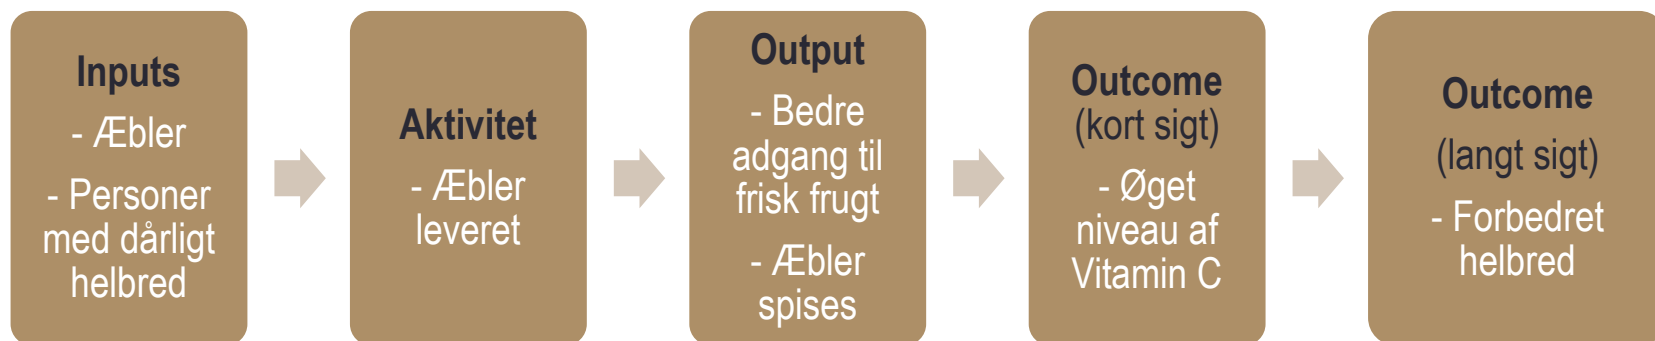 Inputs
- Æbler
- Personer
med dårligt
helbred
Aktivitet
- Æbler
leveret
Output
- Bedre
adgang til
frisk frugt
- Æbler
spises
Outcome
(kort sigt)
- Øget
niveau af
Vitamin C
Outcome
(langt sigt)
- Forbedret
helbred